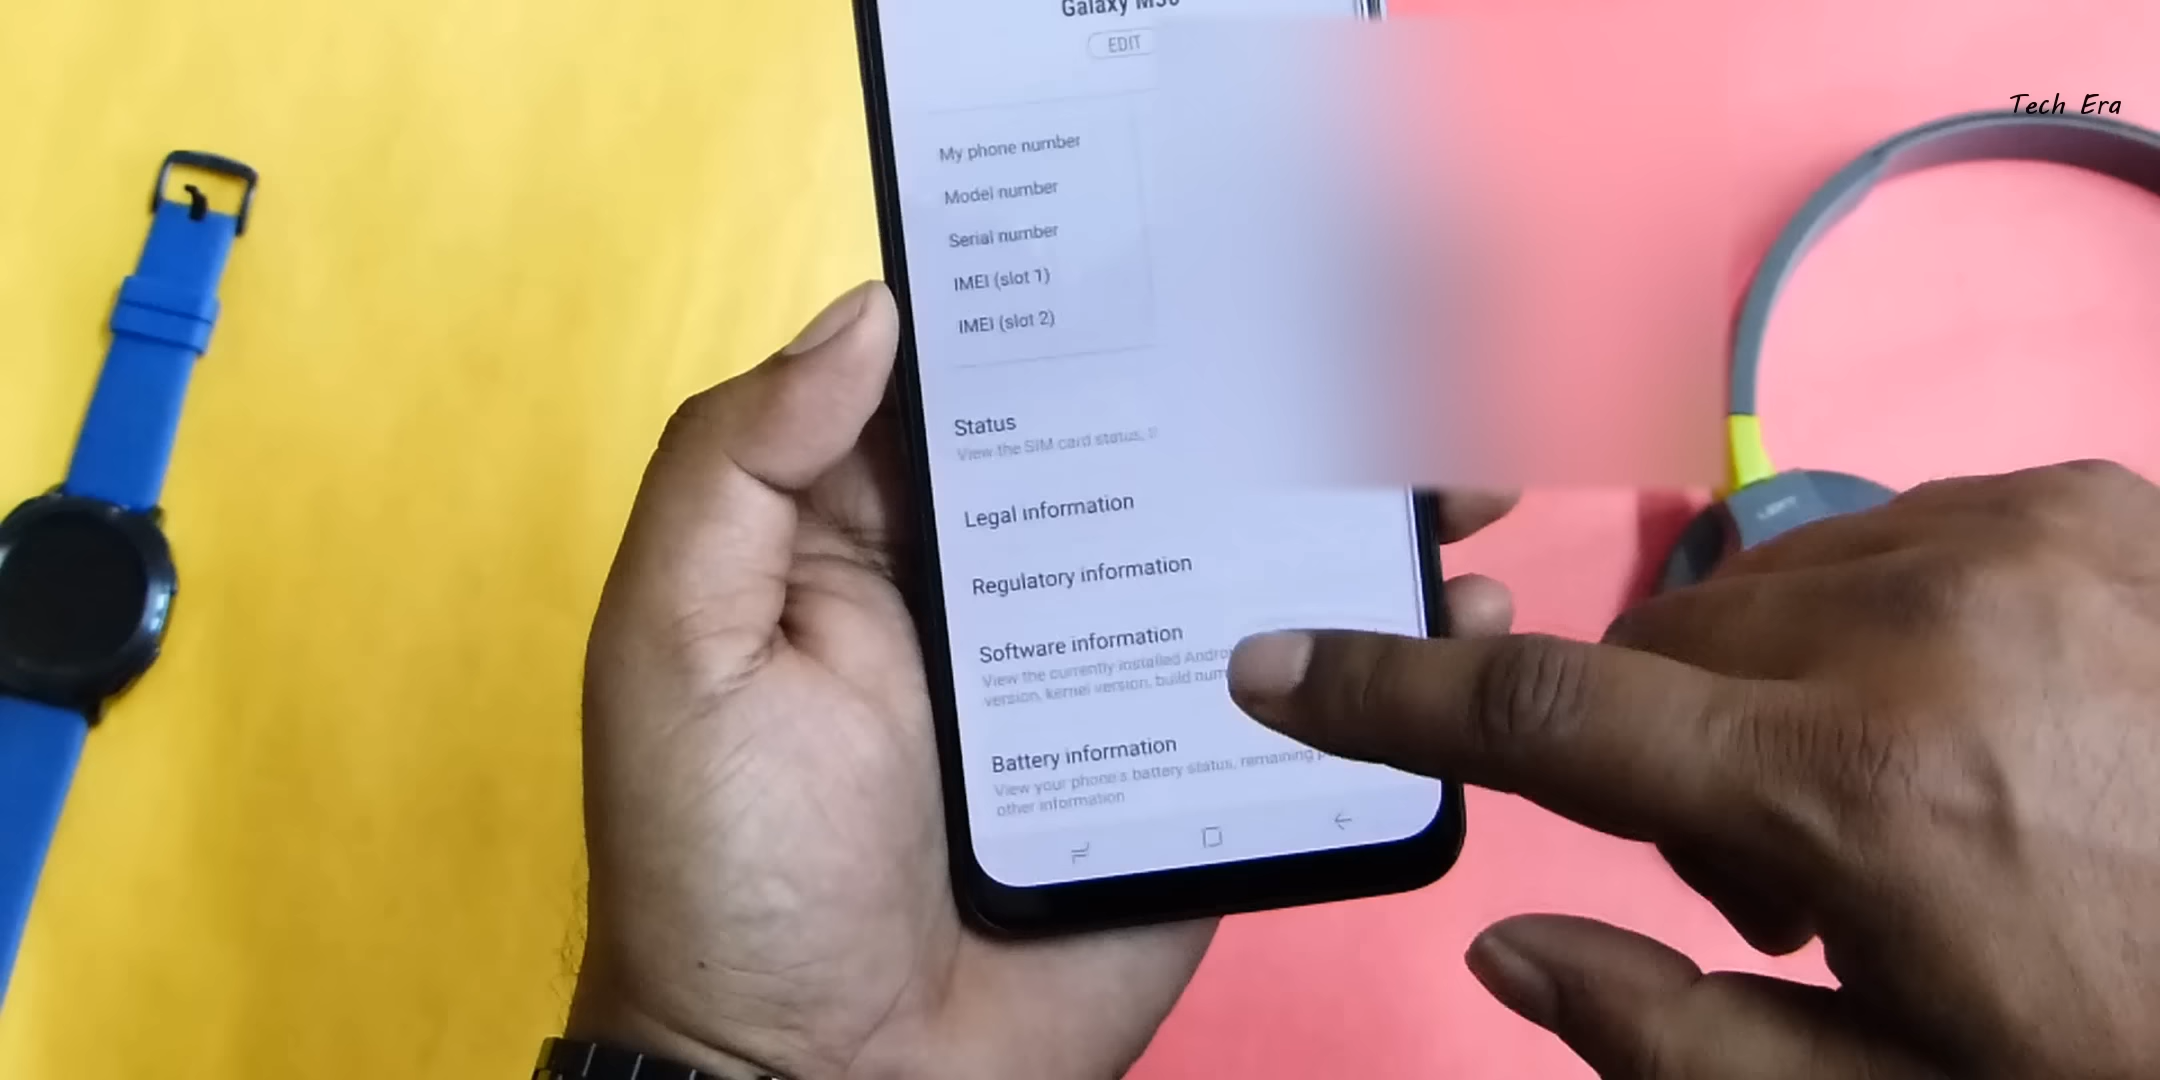 Galaxy M30
EDIT
Tech Era
My phone number
Model number
Serial number
IMEI (slot 1)
IMEI (slot 2)
Status
View the SIM card status,
Legal information
Regulatory information
Software information
View the currently installed Andro
version, kernel version, build num
Battery information
View your phone's battery status, remaining
other information